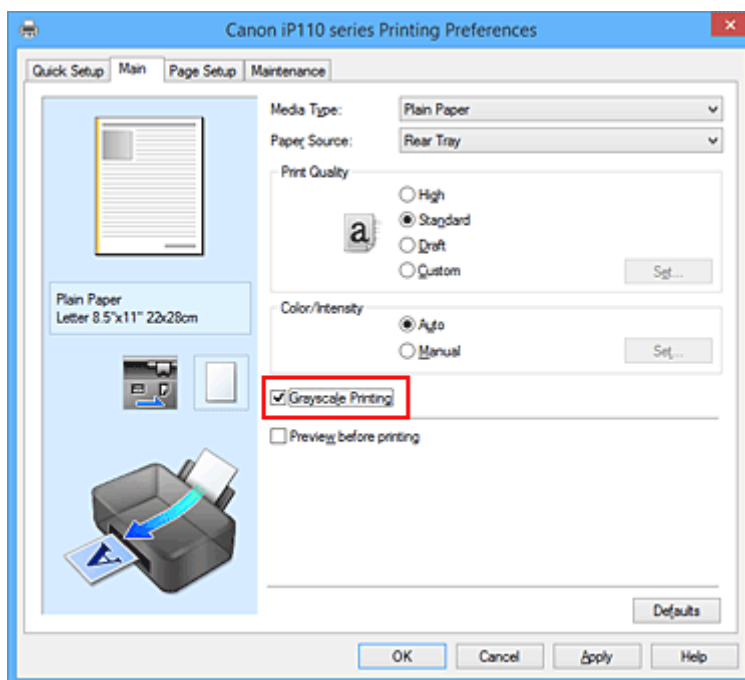 Canon iP110 series Printing Preferences
x
Quick Setup Main Page Setup Maintenance
Media Type: Plain Paper
Paper Source: Rear Tray
Print Quality
High
a
Standard
Draft
Custom Set...
Plain Paper
Letter 8.5"x11" 22x28cm
Color/Intensity
Auto
Manual Set...
Grayscale Printing
Preview before printing
A
Defaults
OK Cancel Apply Help